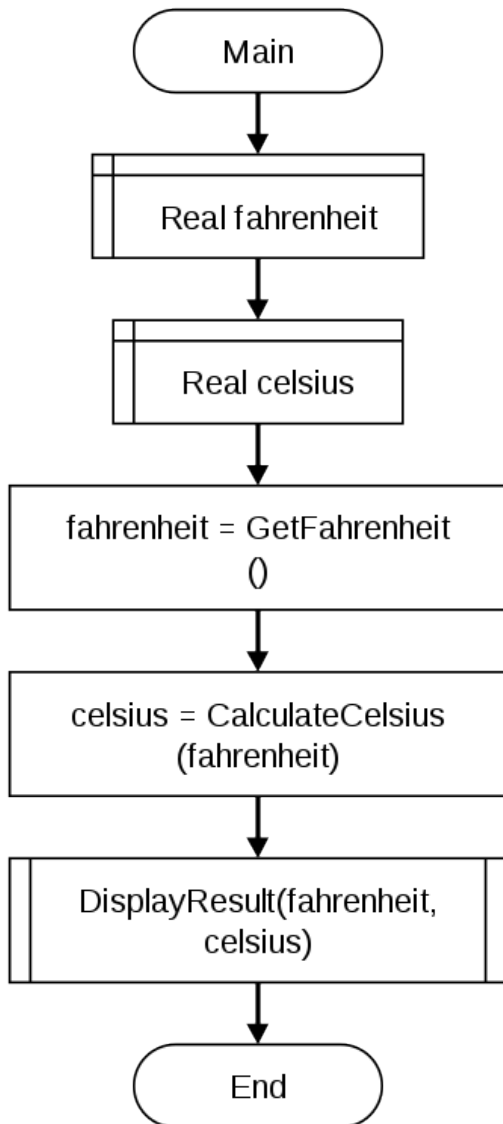 Main
Real fahrenheit
Real celsius
fahrenheit = GetFahrenheit
()
celsius = CalculateCelsius
(fahrenheit)
DisplayResult(fahrenheit,
celsius)
End